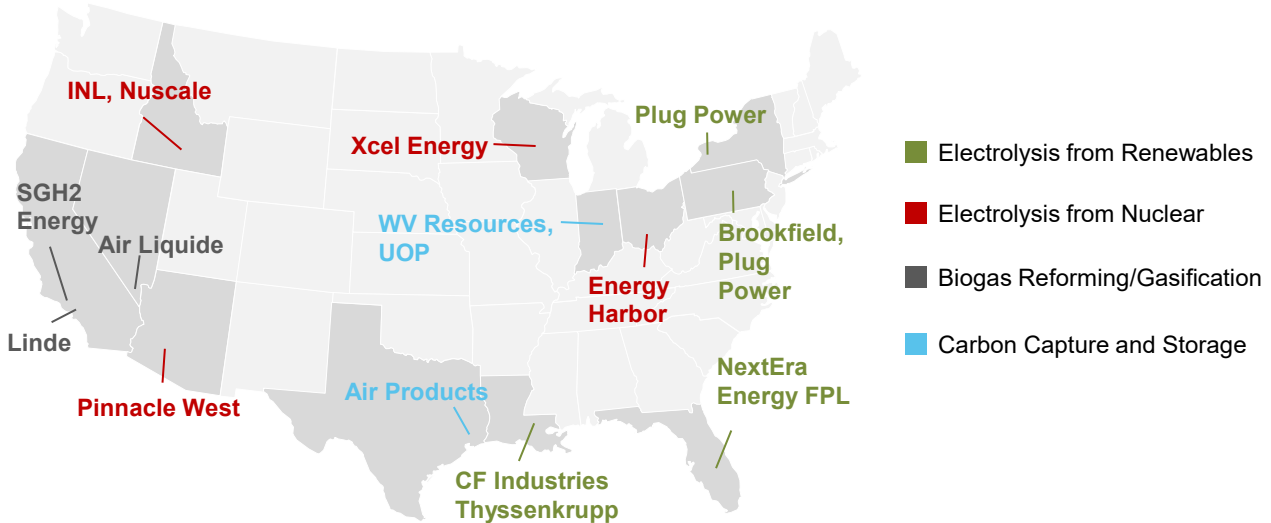 INL, Nuscale
Xcel Energy
Plug Power
SGH2
Energy
Air Liquide
Linde
Pinnacle West
WV Resources,
UOP
Energy
Harbor
Brookfield,
Plug
Power
Air Products
NextEra
Energy FPL
CF Industries
Thyssenkrupp
Electrolysis from Renewables
Electrolysis from Nuclear
Biogas Reforming/Gasification
Carbon Capture and Storage